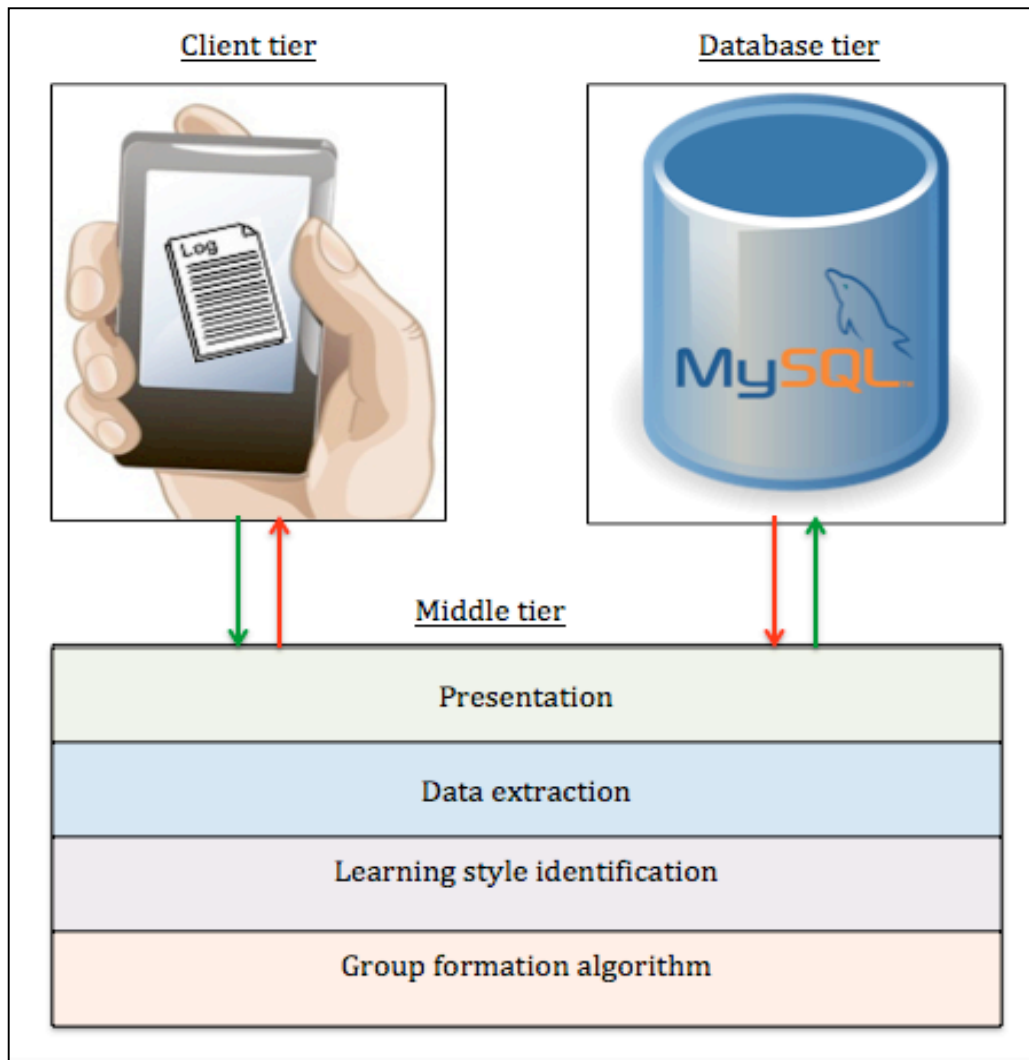 Client tier
Database tier
Log
MySQL
Middle tier
Presentation
Data extraction
Learning style identification
Group formation algorithm